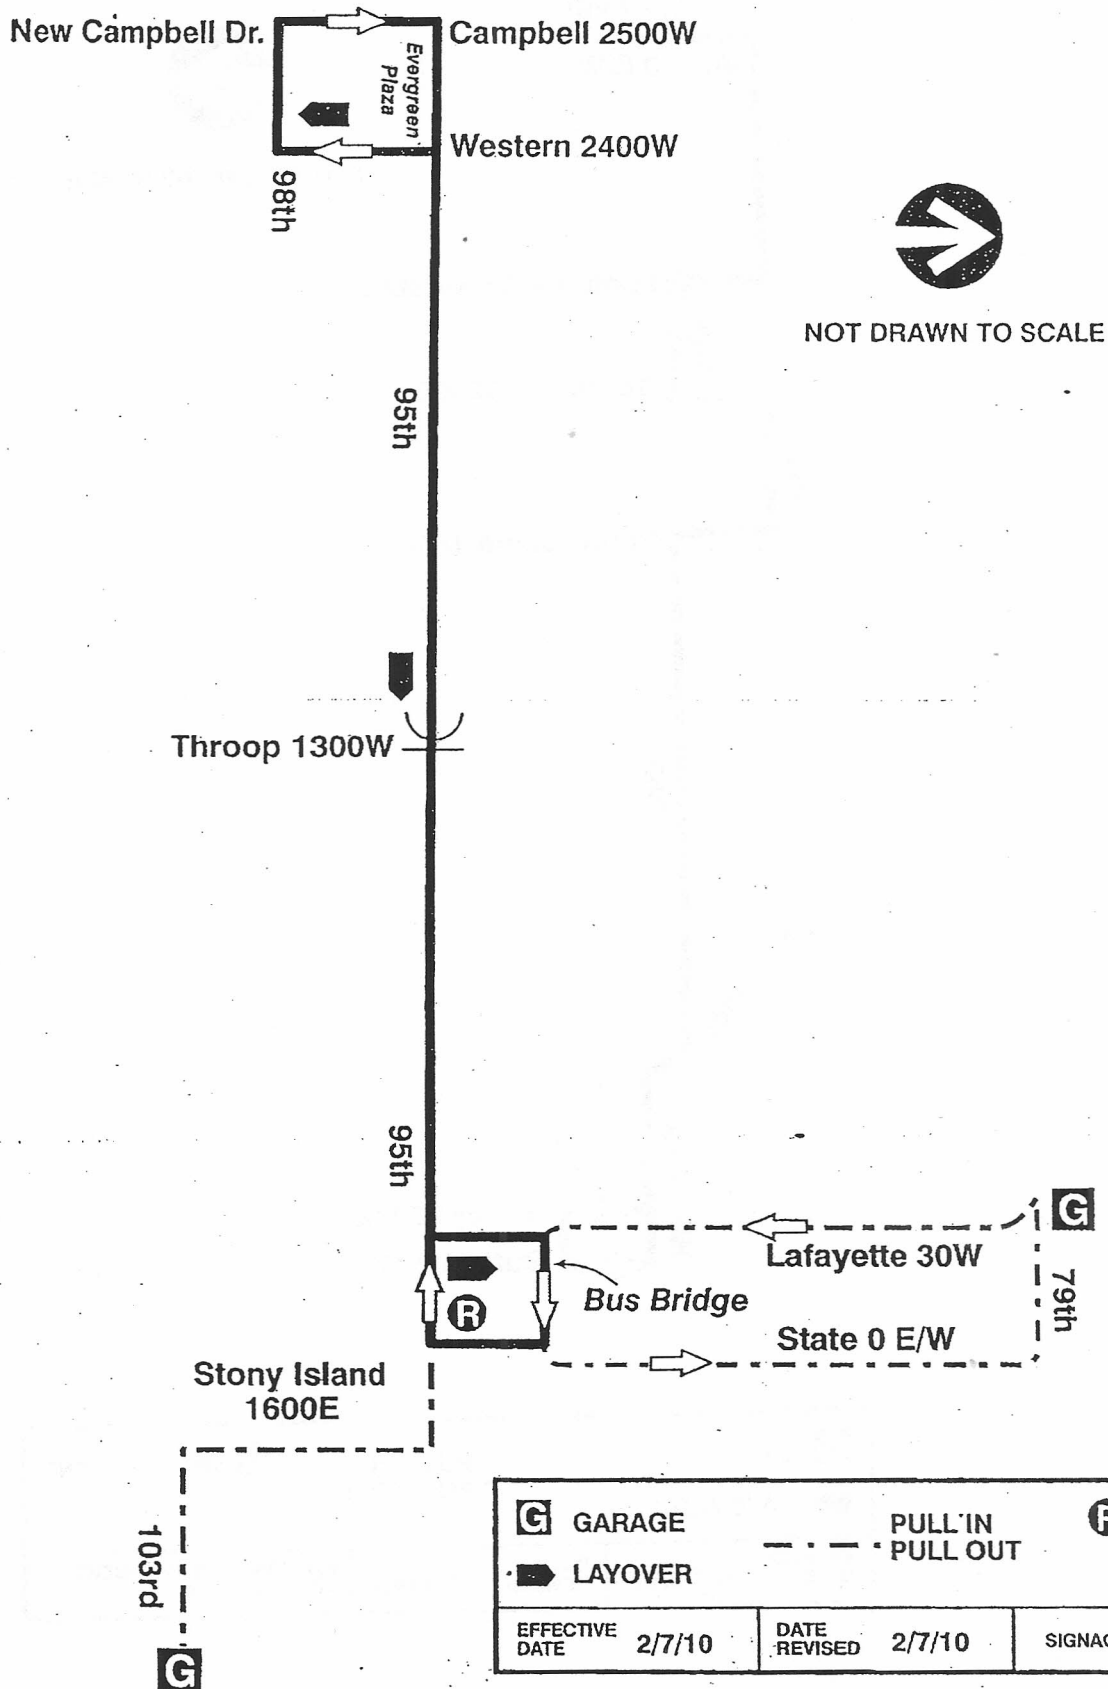 New Campbell Dr.
Campbell 2500W
Evergreen
Plaza
Western 2400W
98th
NOT DRAWN TO SCALE
95th
Throop 1300W
95th
G
Lafayette 30W
79th
Bus Bridge
R
State 0 E/W
Stony Island
1600E
103rd
G
G GARAGE
PULL IN
PULL OUT
LAYOVER
EFFECTIVE
DATE 2/7/10
DATE
REVISED 2/7/10